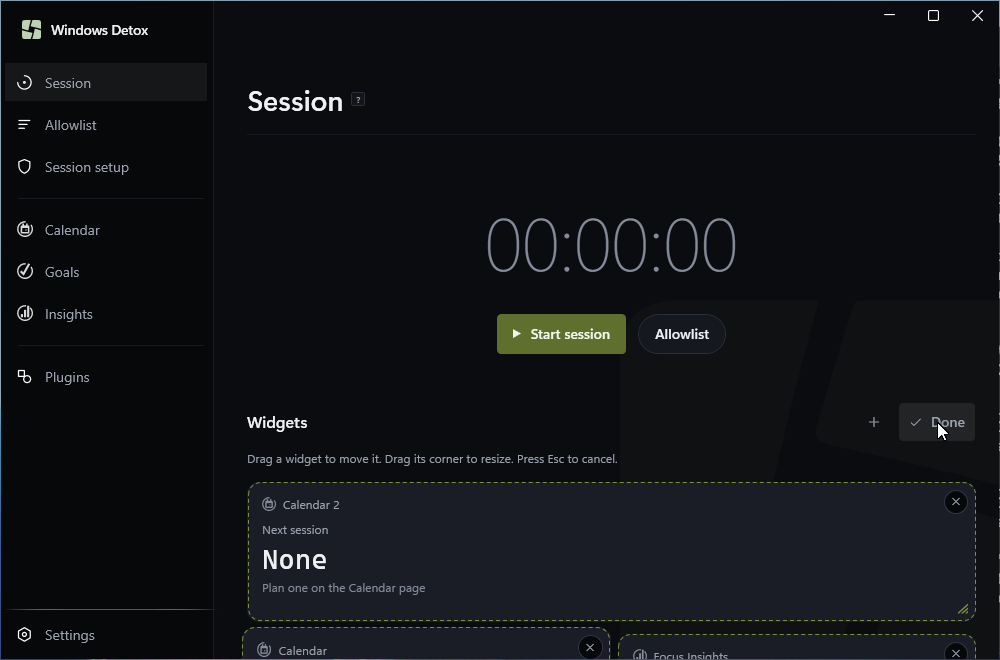 Windows Detox
Session
Allowlist
Session setup
Calendar
Goals
Insights
Plugins
Settings
Session ?
00:00:00
Start session
Allowlist
Widgets
Done
Drag a widget to move it. Drag its corner to resize. Press Esc to cancel.
Calendar 2
Next session
None
Plan one on the Calendar page
Calendar
Focus Insights